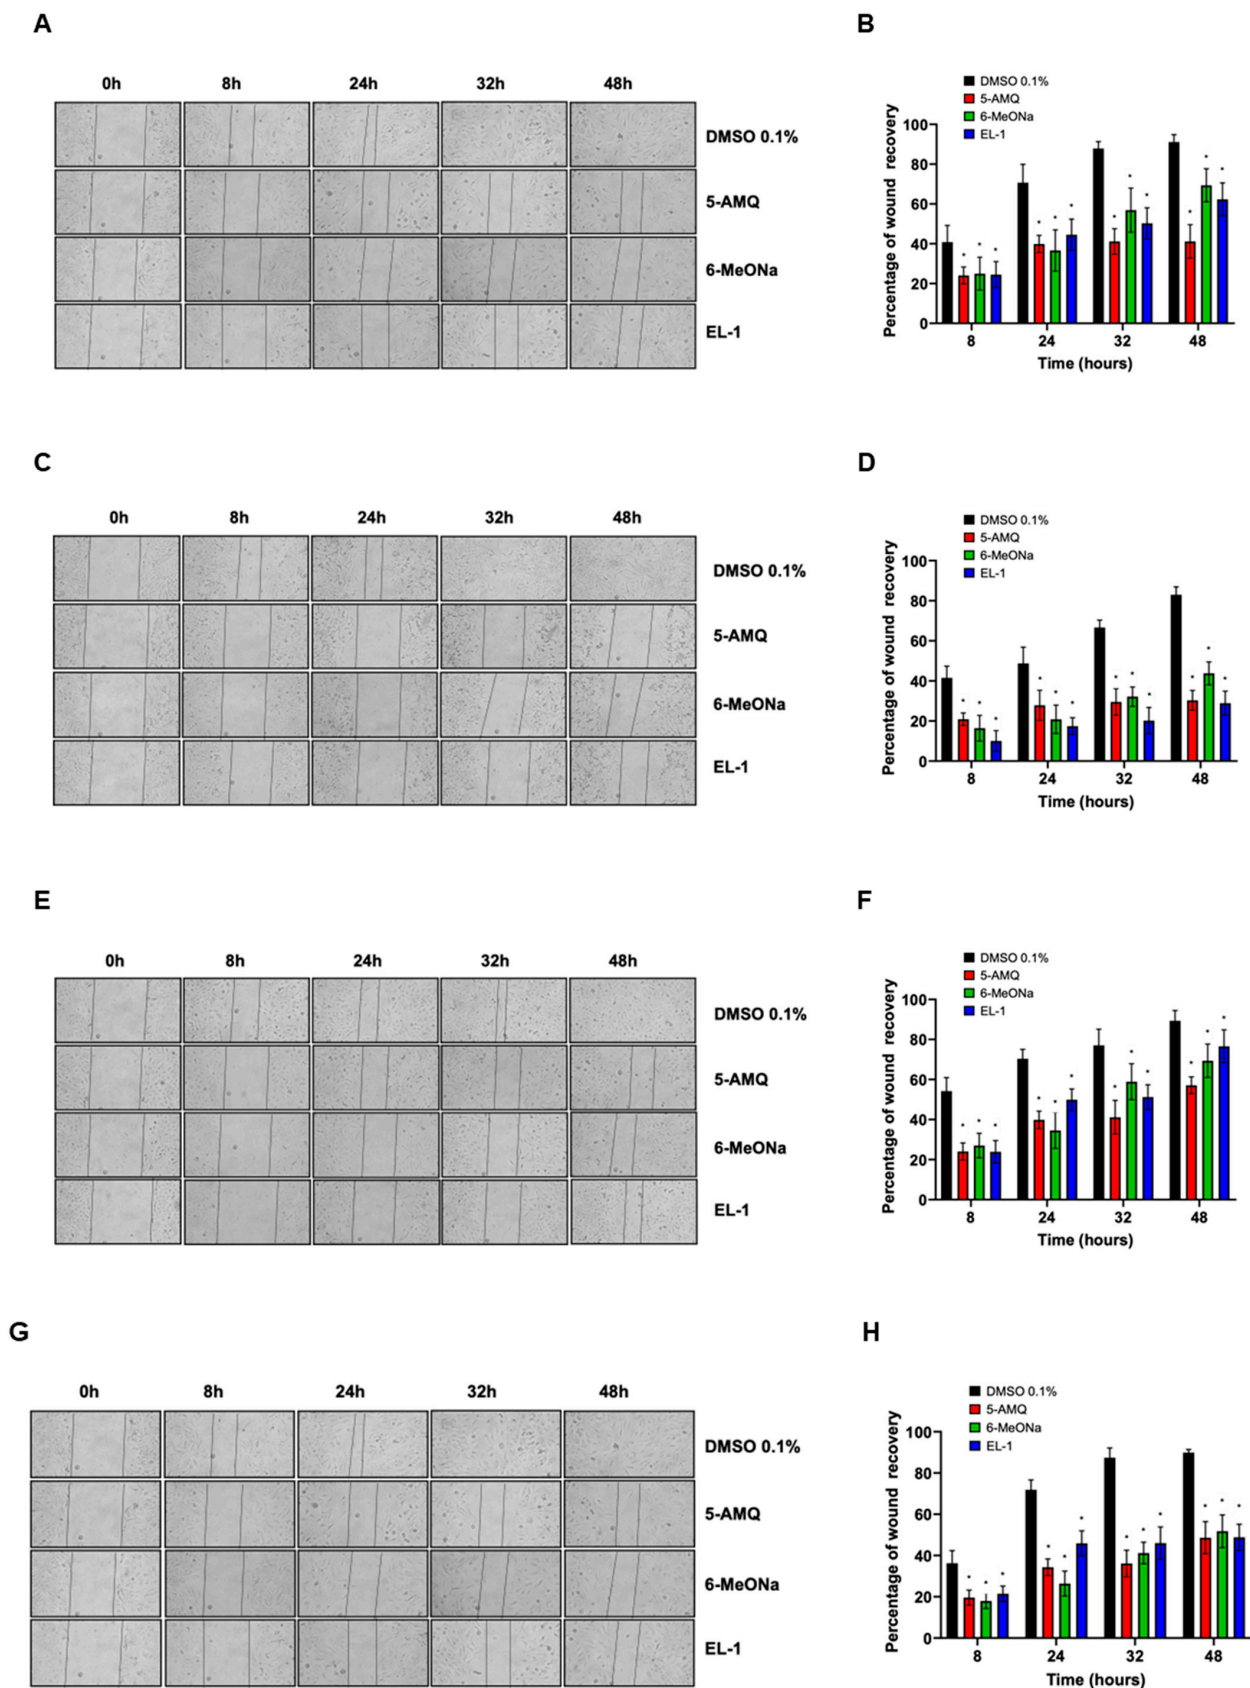 A
0h 8h 24h 32h 48h
DMSO 0.1%
5-AMQ
6-MeONa
EL-1
B
DMSO 0.1%
5-AMQ
6-MeONa
EL-1
Percentage of wound recovery
100
80
60
40
20
0
* * * * * * * * * * * *
8 24 32 48
Time (hours)
C
0h 8h 24h 32h 48h
DMSO 0.1%
5-AMQ
6-MeONa
EL-1
D
DMSO 0.1%
5-AMQ
6-MeONa
EL-1
Percentage of wound recovery
100
80
60
40
20
0
* * * * * * * * * * * *
8 24 32 48
Time (hours)
E
0h 8h 24h 32h 48h
DMSO 0.1%
5-AMQ
6-MeONa
EL-1
F
DMSO 0.1%
5-AMQ
6-MeONa
EL-1
Percentage of wound recovery
100
80
60
40
20
0
* * * * * * * * * * * *
8 24 32 48
Time (hours)
G
0h 8h 24h 32h 48h
DMSO 0.1%
5-AMQ
6-MeONa
EL-1
H
DMSO 0.1%
5-AMQ
6-MeONa
EL-1
Percentage of wound recovery
100
80
60
40
20
0
* * * * * * * * * * * *
8 24 32 48
Time (hours)